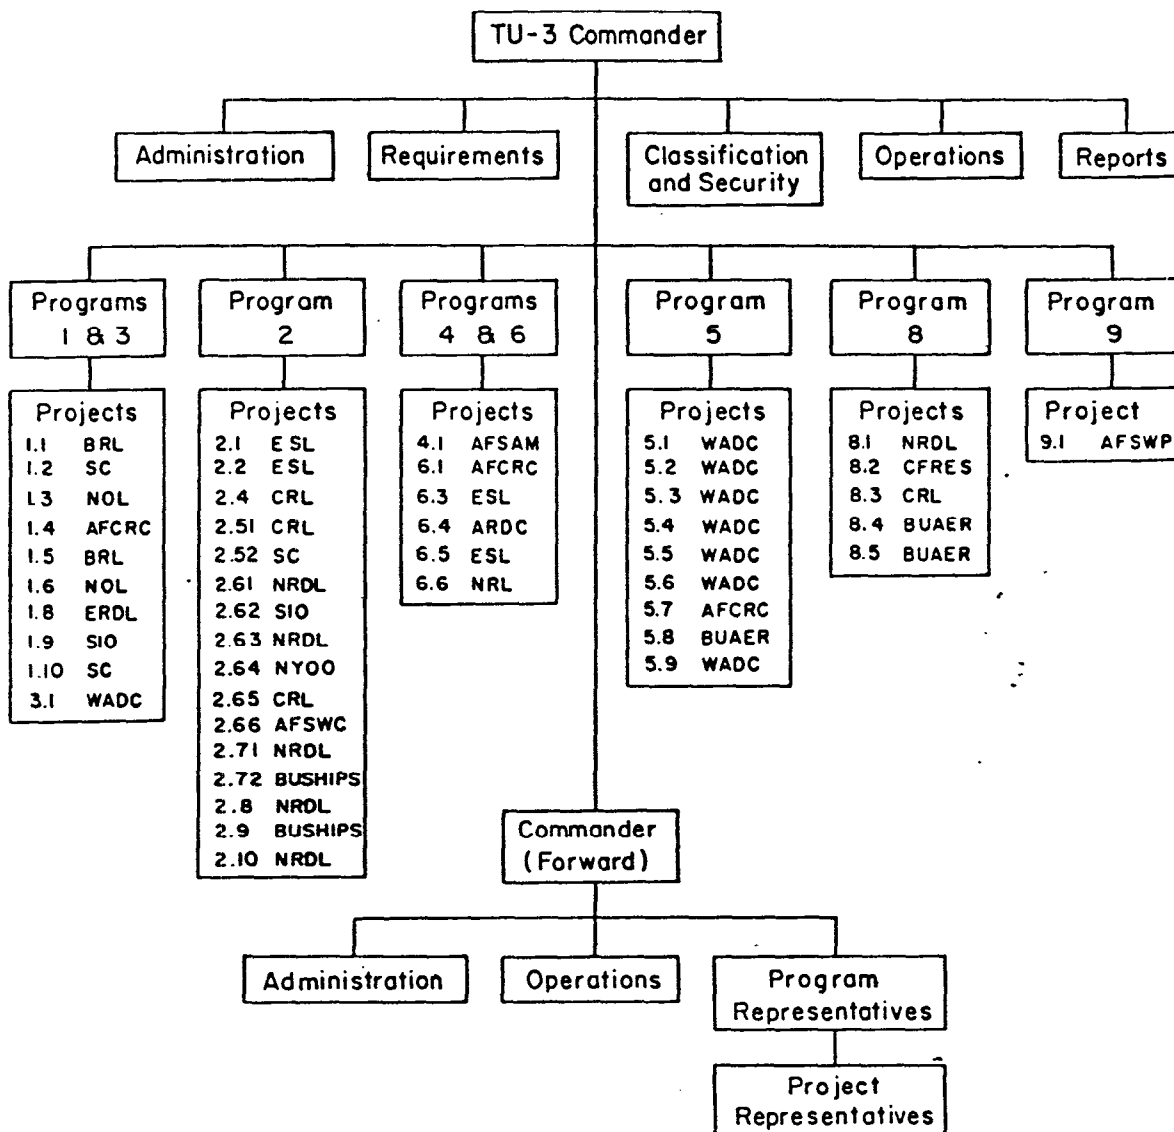 TU-3 Commander
Administration
Requirements
Classification
and Security
Operations
Reports
Programs
1 & 3
Projects
1.1 BRL
1.2 SC
1.3 NOL
1.4 AFCRC
1.5 BRL
1.6 NOL
1.8 ERDL
1.9 SIO
1.10 SC
3.1 WADC
Program
2
Projects
2.1 ESL
2.2 ESL
2.4 CRL
2.51 CRL
2.52 SC
2.61 NRDL
2.62 SIO
2.63 NRDL
2.64 NYOO
2.65 CRL
2.66 AFSWC
2.71 NRDL
2.72 BUSHIPS
2.8 NRDL
2.9 BUSHIPS
2.10 NRDL
Programs
4 & 6
Projects
4.1 AFSAM
6.1 AFCRC
6.3 ESL
6.4 ARDC
6.5 ESL
6.6 NRL
Program
5
Projects
5.1 WADC
5.2 WADC
5.3 WADC
5.4 WADC
5.5 WADC
5.6 WADC
5.7 AFCRC
5.8 BUAER
5.9 WADC
Program
8
Projects
8.1 NRDL
8.2 CFRES
8.3 CRL
8.4 BUAER
8.5 BUAER
Program
9
Project
9.1 AFSWP
Commander
(Forward)
Administration
Operations
Program
Representatives
Project
Representatives